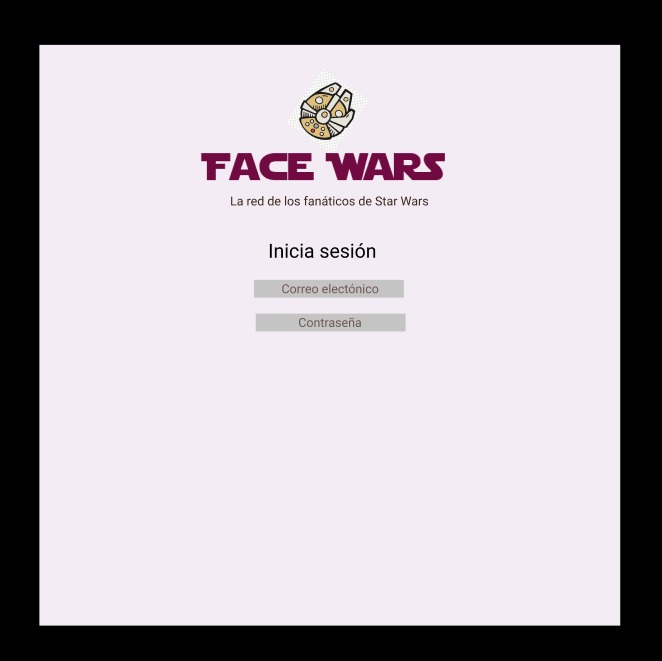 FACE WARS
La red de los fanáticos de Star Wars
Inicia sesión
Correo electónico
Contraseña